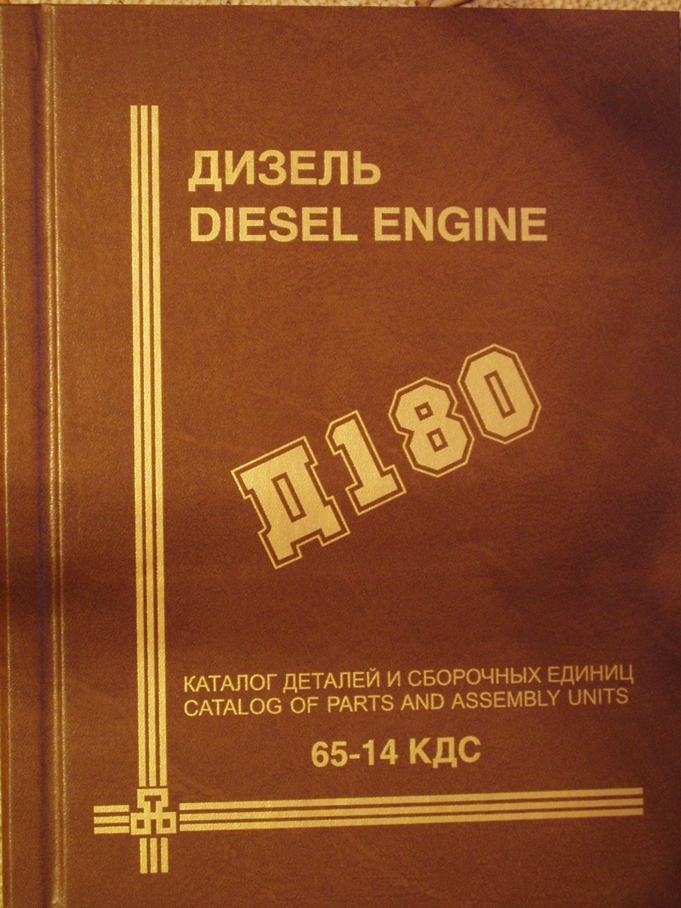 ДИЗЕЛЬ
DIESEL ENGINE
Д180
КАТАЛОГ ДЕТАЛЕЙ И СБОРОЧНЫХ ЕДИНИЦ
CATALOG OF PARTS AND ASSEMBLY UNITS
65-14 КДС